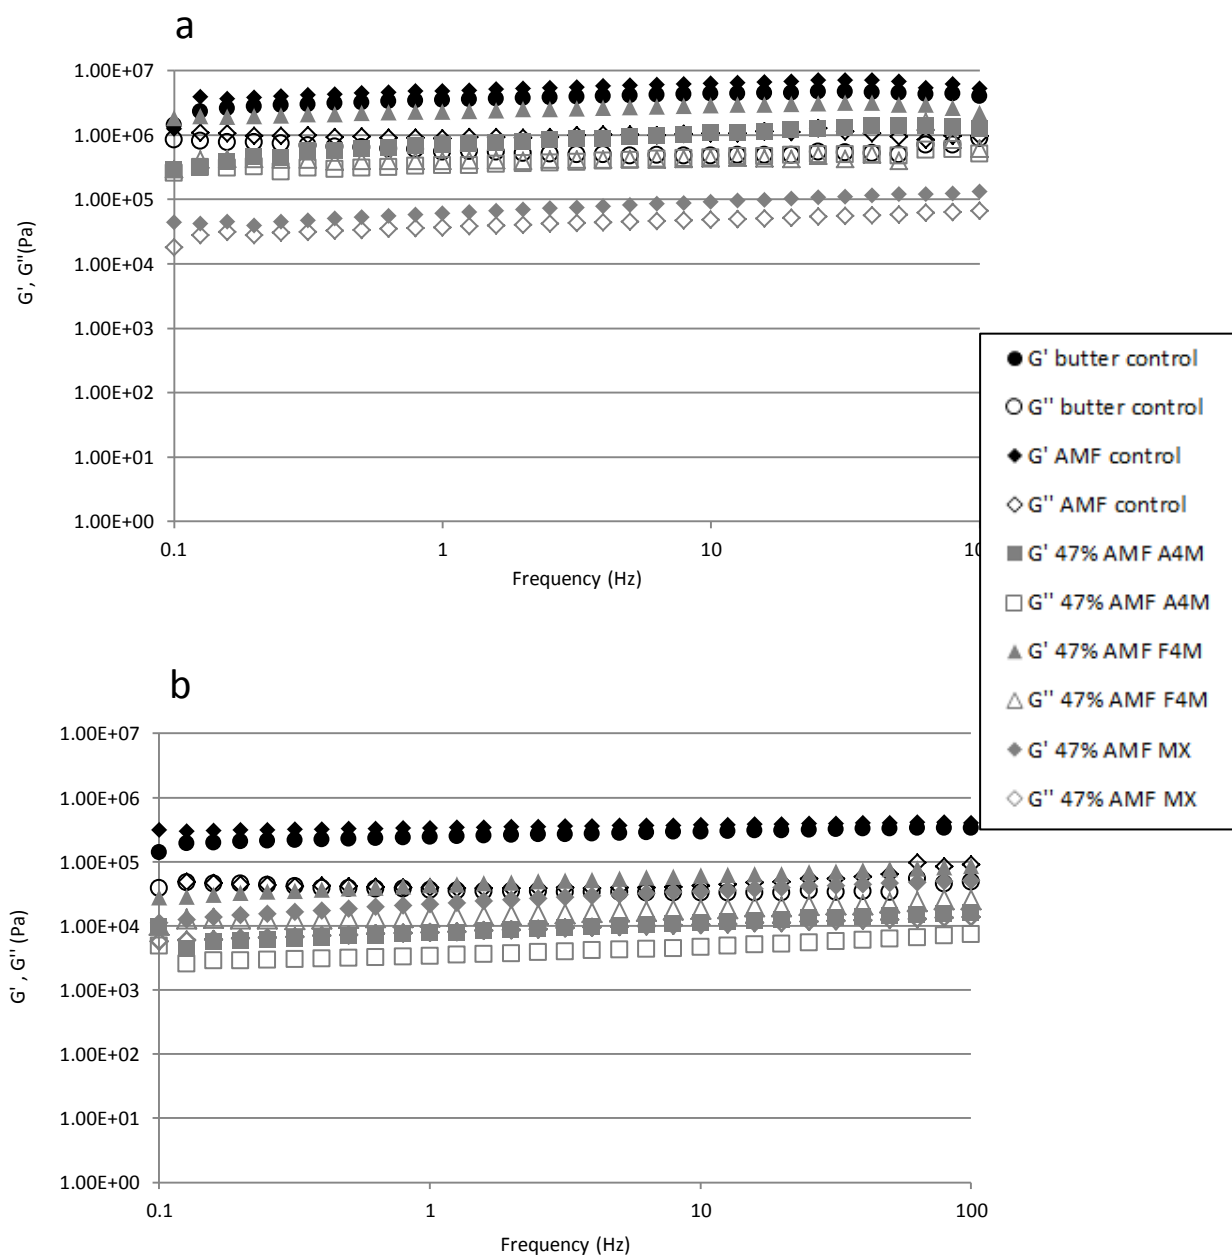 a
1.00E+07
1.00E+06
1.00E+05
1.00E+04
1.00E+03
1.00E+02
1.00E+01
1.00E+00
G', G''(Pa)
0.1 1 10 10
Frequency (Hz)
G' butter control
G'' butter control
G' AMF control
G'' AMF control
G' 47% AMF A4M
G'' 47% AMF A4M
G' 47% AMF F4M
G'' 47% AMF F4M
G' 47% AMF MX
G'' 47% AMF MX
b
1.00E+07
1.00E+06
1.00E+05
1.00E+04
1.00E+03
1.00E+02
1.00E+01
1.00E+00
G' , G'' (Pa)
0.1 1 10 100
Frequency (Hz)